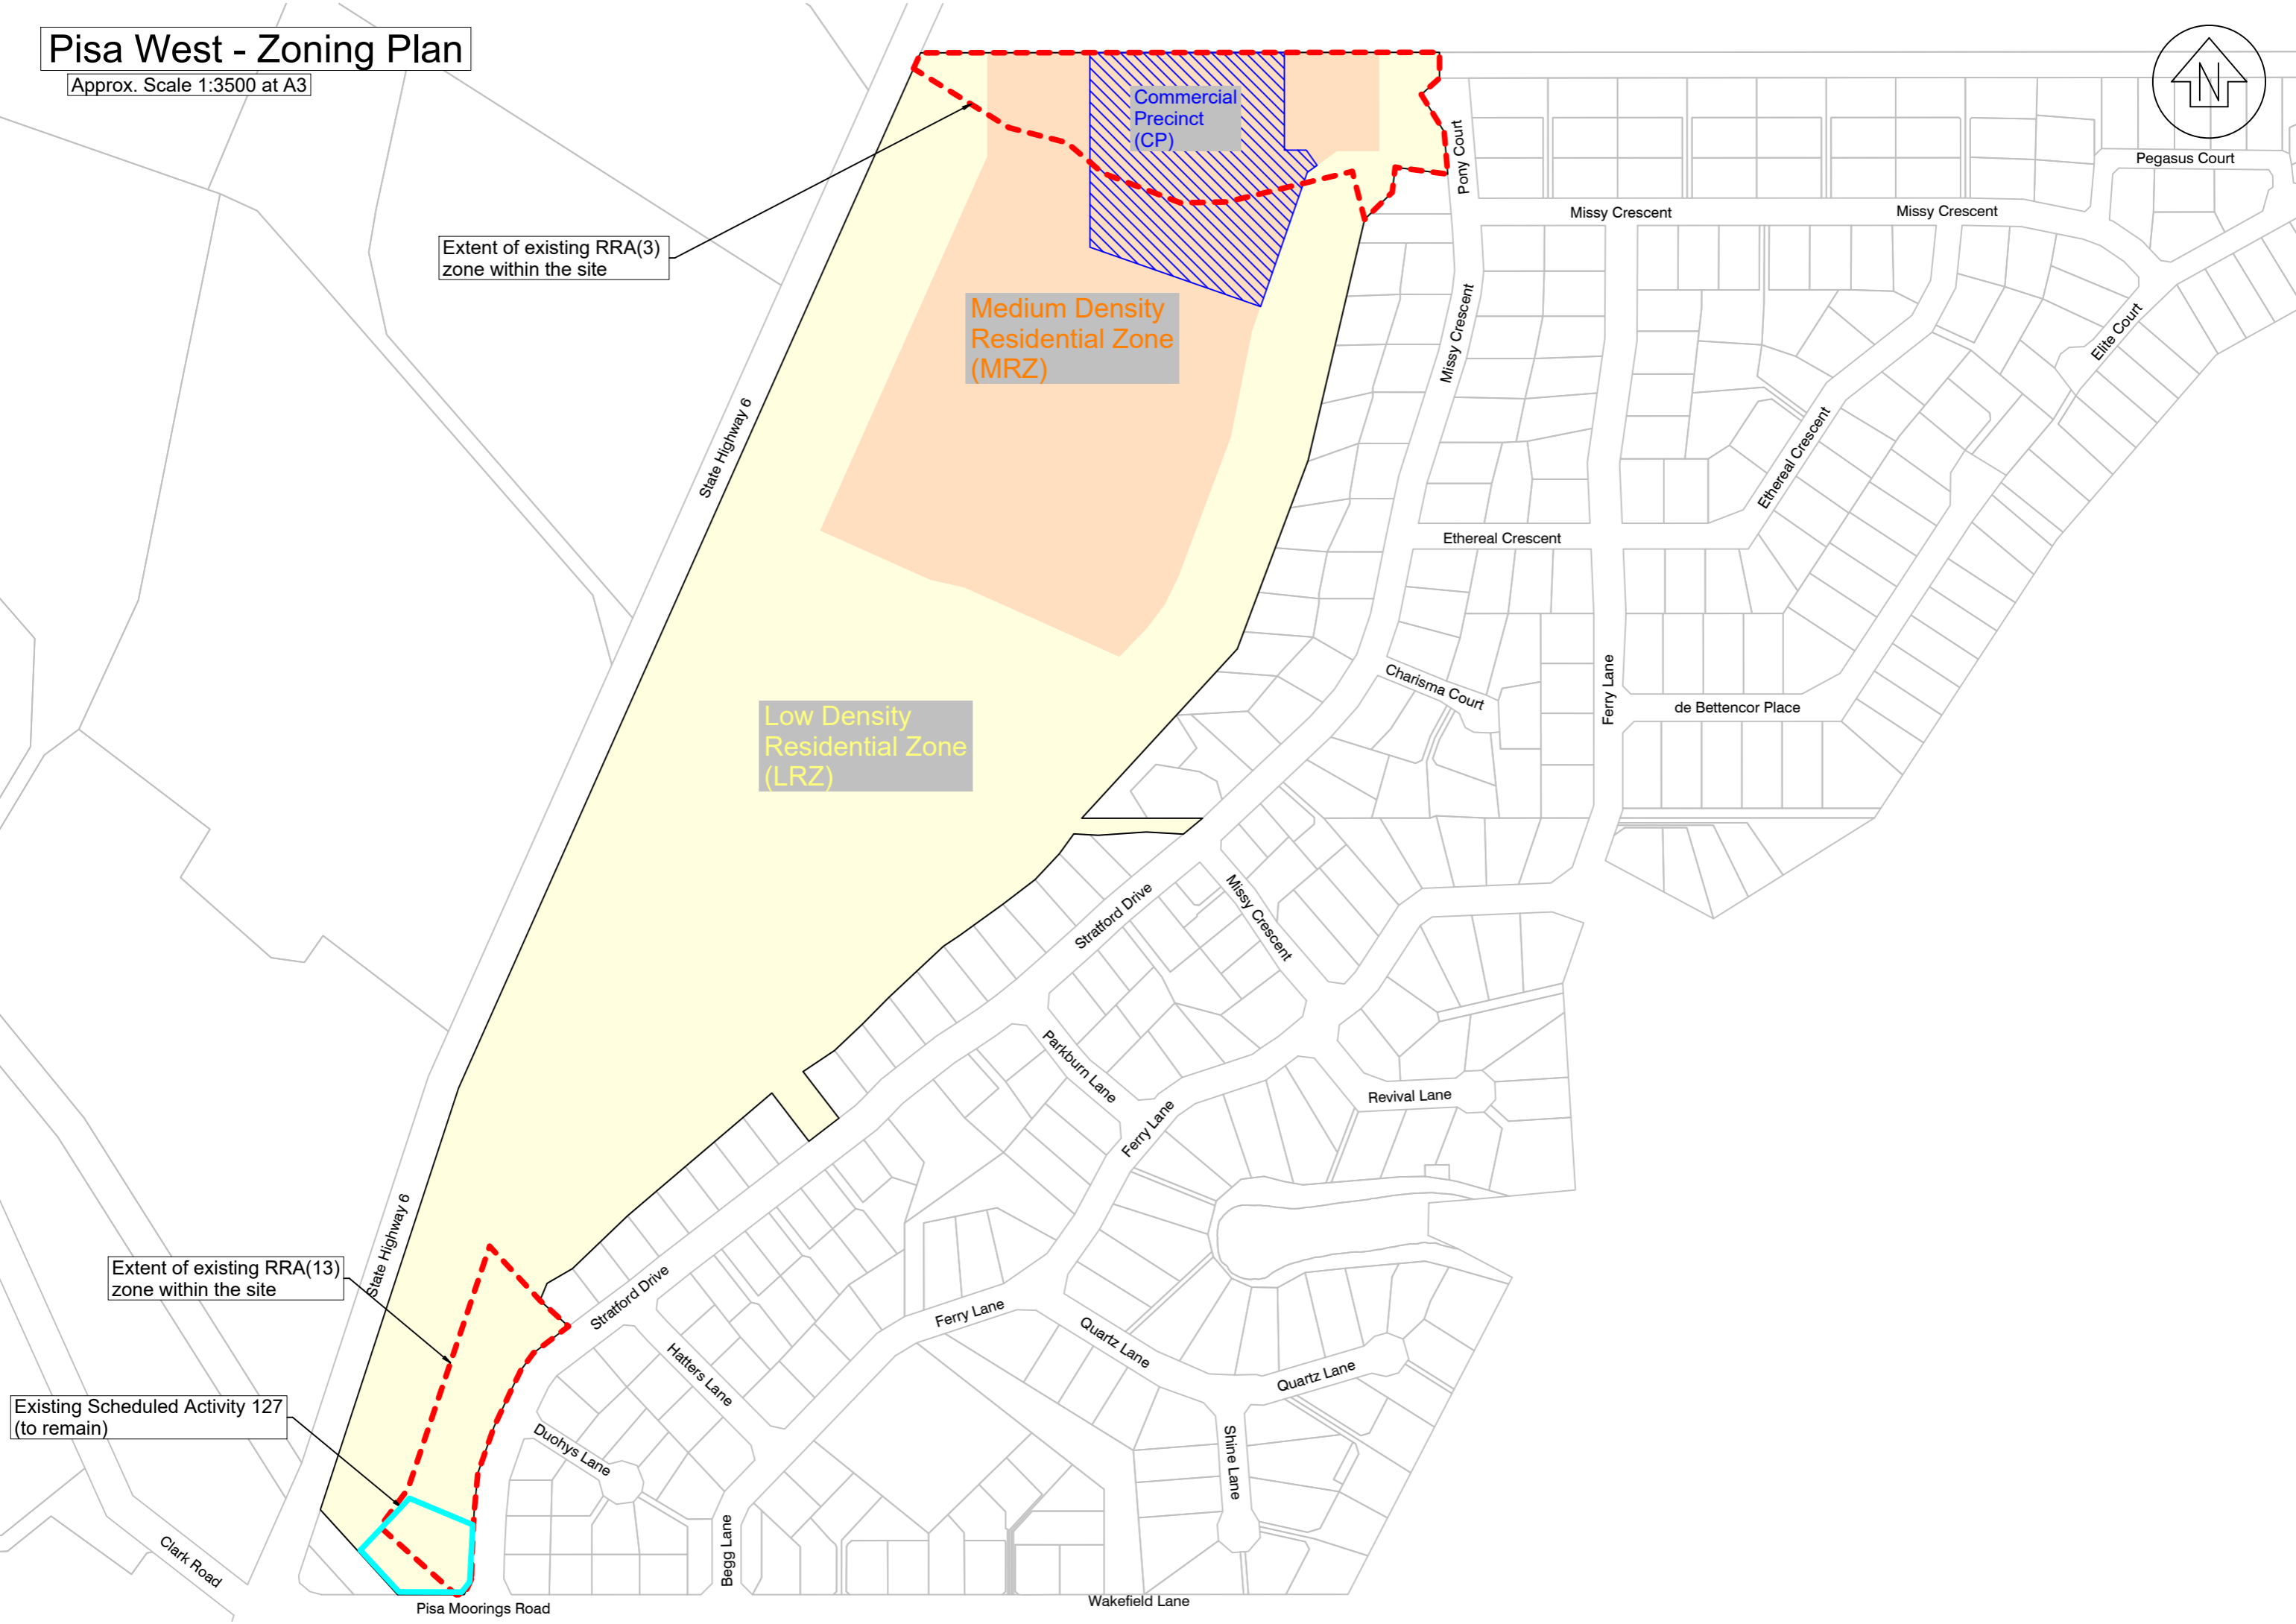 Pisa West - Zoning Plan
Approx. Scale 1:3500 at A3
N
Commercial
Precinct
(CP)
Pony Court
Pegasus Court
Missy Crescent
Missy Crescent
Extent of existing RRA(3)
zone within the site
Medium Density
Residential Zone
(MRZ)
Missy Crescent
Elite Court
State Highway 6
Ethereal Crescent
Ethereal Crescent
Charisma Court
Ferry Lane
de Bettencor Place
Low Density
Residential Zone
(LRZ)
Stratford Drive
Missy Crescent
Parkburn Lane
Revival Lane
Ferry Lane
State Highway 6
Extent of existing RRA(13)
zone within the site
Stratford Drive
Ferry Lane
Quartz Lane
Quartz Lane
Hatters Lane
Existing Scheduled Activity 127
(to remain)
Duohys Lane
Shine Lane
Clark Road
Begg Lane
Pisa Moorings Road
Wakefield Lane